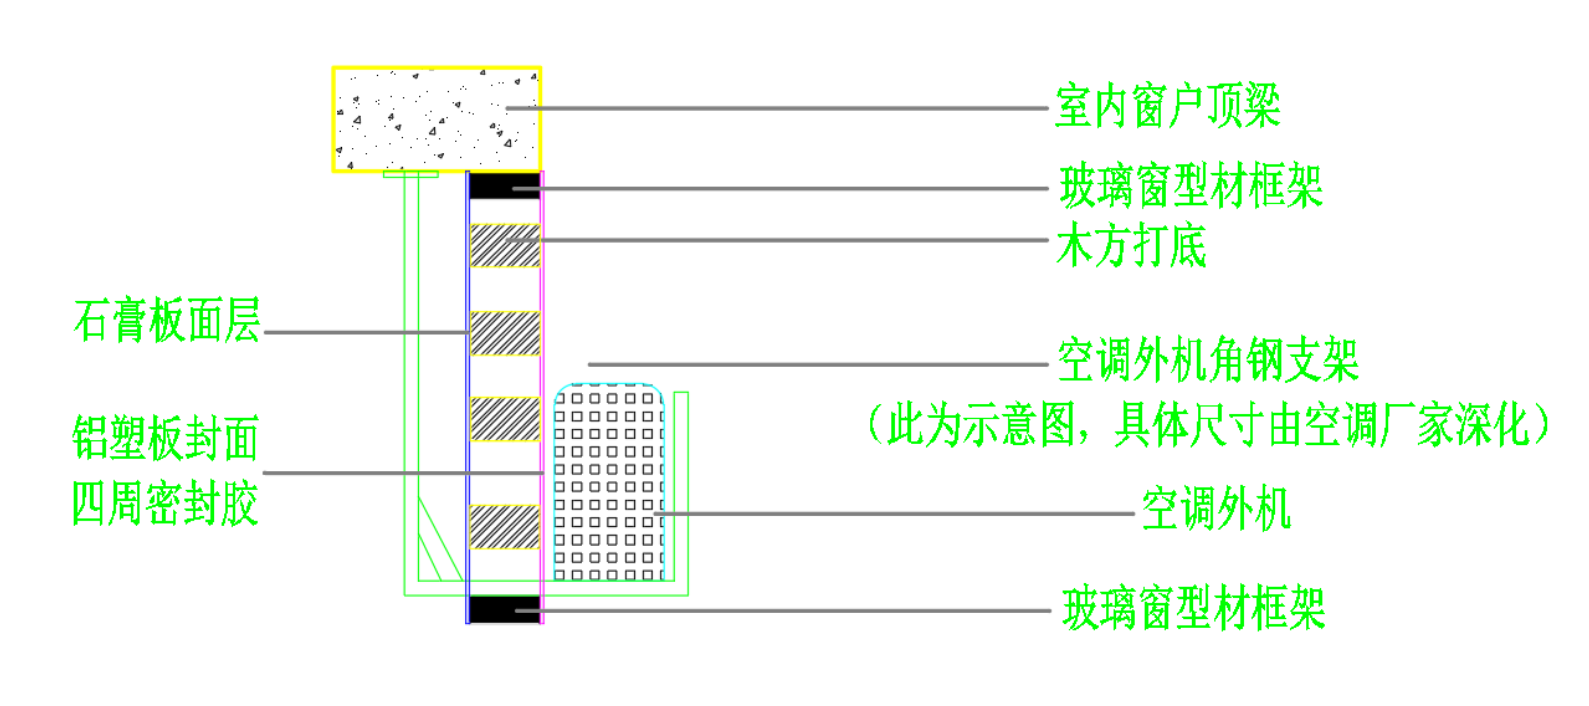 室内窗户顶梁
玻璃窗型材框架
木方打底
石膏板面层
空调外机角钢支架
（此为示意图，具体尺寸由空调厂家深化）
铝塑板封面
四周密封胶
空调外机
玻璃窗型材框架